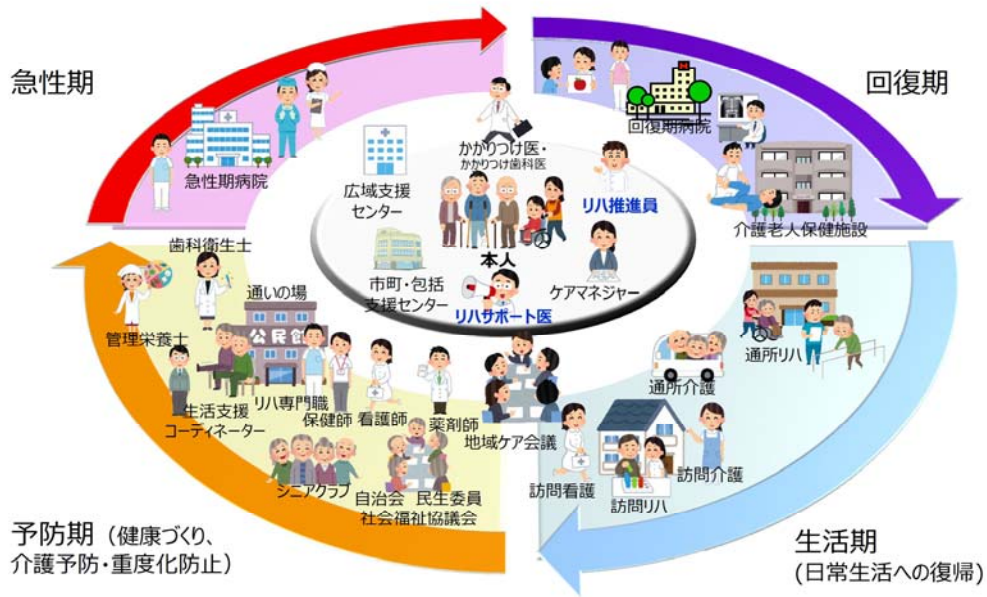 急性期
急性期病院
回復期
回復期病院
介護老人保健施設
かかりつけ医・
かかりつけ歯科医
広域支援
センター
リハ推進員
本人
市町・包括
支援センター
リハサポート医
ケアマネジャー
歯科衛生士
管理栄養士
通いの場
公民館
生活支援
コーディネーター
リハ専門職
保健師
看護師
薬剤師
シニアクラブ
自治会 民生委員
社会福祉協議会
地域ケア会議
通所リハ
通所介護
訪問看護
訪問リハ
訪問介護
予防期（健康づくり、
介護予防・重度化防止）
生活期
(日常生活への復帰)